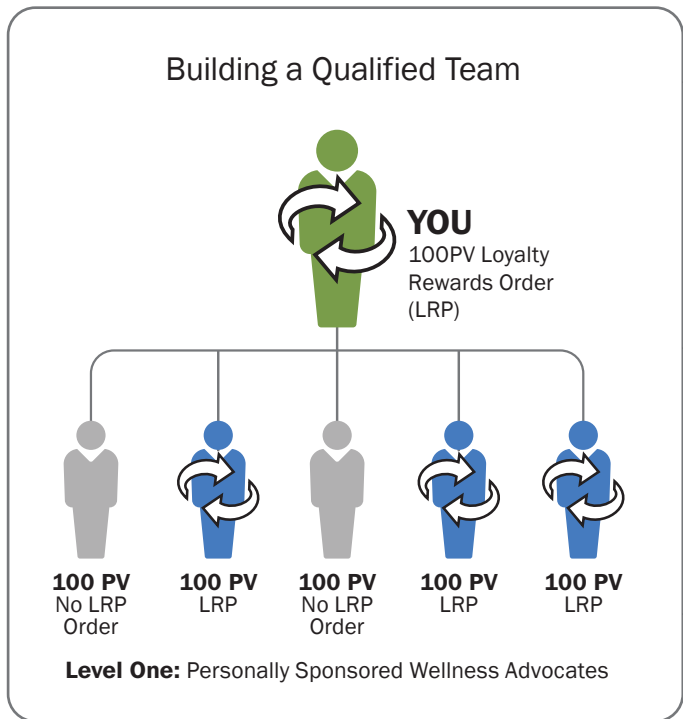 Building a Qualified Team
YOU
100PV Loyalty
Rewards Order
(LRP)
100 PV
No LRP
Order
100 PV
LRP
100 PV
No LRP
Order
100 PV
LRP
100 PV
LRP
Level One: Personally Sponsored Wellness Advocates